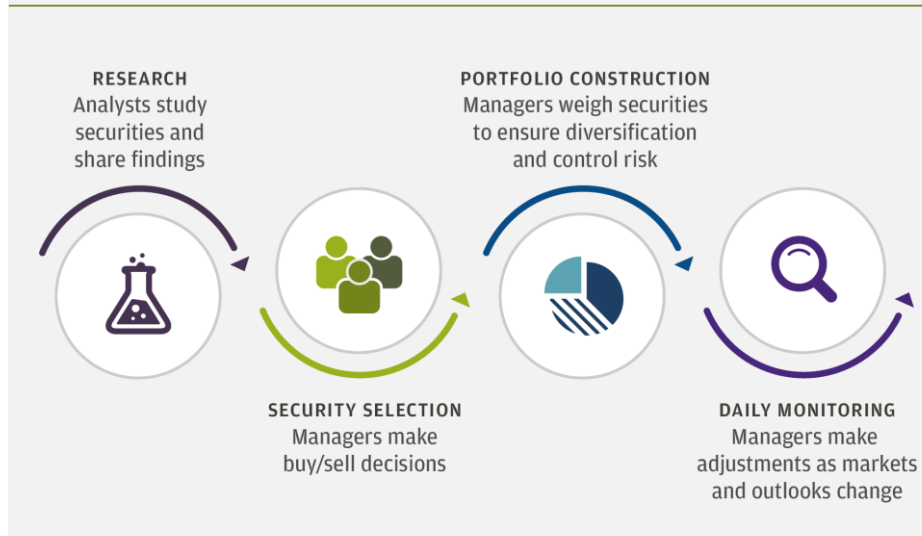 RESEARCH
Analysts study
securities and
share findings
SECURITY SELECTION
Managers make
buy/sell decisions
PORTFOLIO CONSTRUCTION
Managers weigh securities
to ensure diversification
and control risk
DAILY MONITORING
Managers make
adjustments as markets
and outlooks change